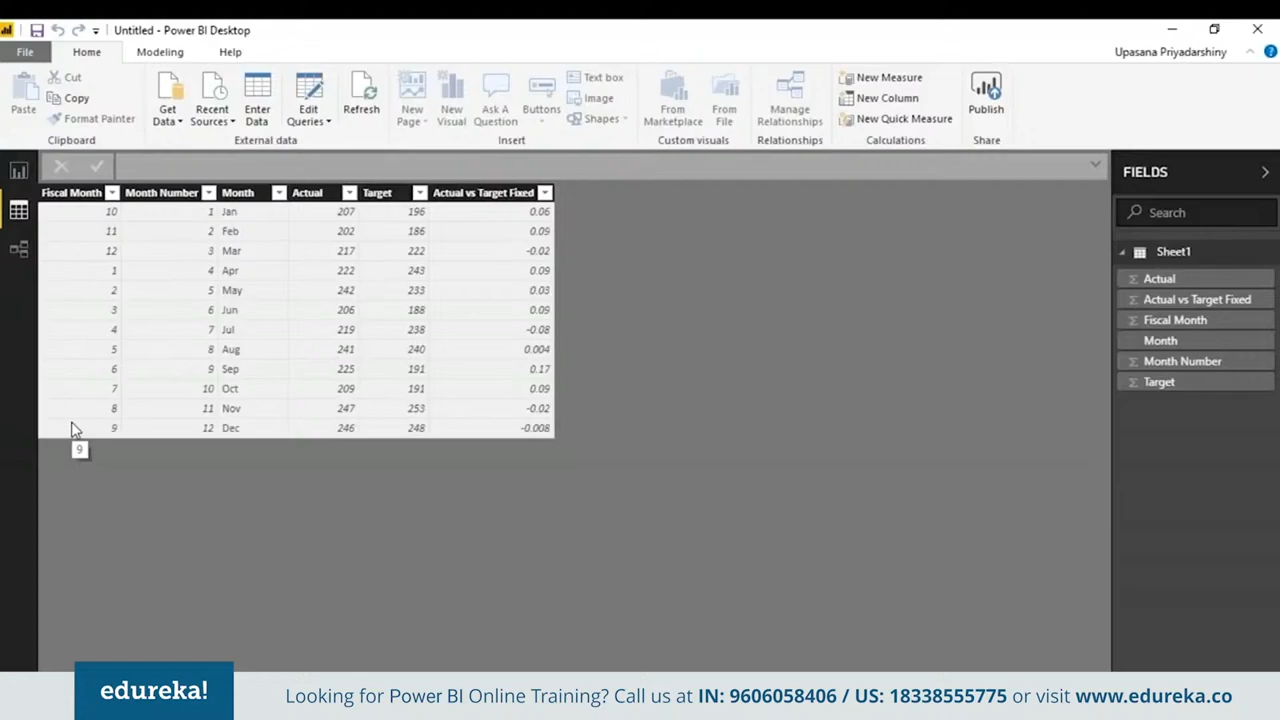 Untitled - Power BI Desktop
File Home Modeling Help Upasana Priyadarshiny
Paste Cut Copy Format Painter
Get Data Recent Sources Enter Data Edit Queries Refresh
New Page New Visual Ask A Question Buttons Text box Image Shapes
From Marketplace From File Manage Relationships
New Measure New Column New Quick Measure Publish
Clipboard External data Insert Custom visuals Relationships Calculations Share
Fiscal Month Month Number Month Actual Target Actual vs Target Fixed
10 1 Jan 207 196 0.06
11 2 Feb 202 186 0.09
12 3 Mar 217 222 -0.02
1 4 Apr 222 243 0.09
2 5 May 242 233 0.03
3 6 Jun 206 188 0.09
4 7 Jul 219 238 -0.08
5 8 Aug 241 240 0.004
6 9 Sep 225 191 0.17
7 10 Oct 209 191 0.09
8 11 Nov 247 253 -0.02
9 12 Dec 246 248 -0.008
9
FIELDS
Search
Sheet1
Actual
Actual vs Target Fixed
Fiscal Month
Month
Month Number
Target
edureka! Looking for Power BI Online Training? Call us at IN: 9606058406 / US: 18338555775 or visit www.edureka.co